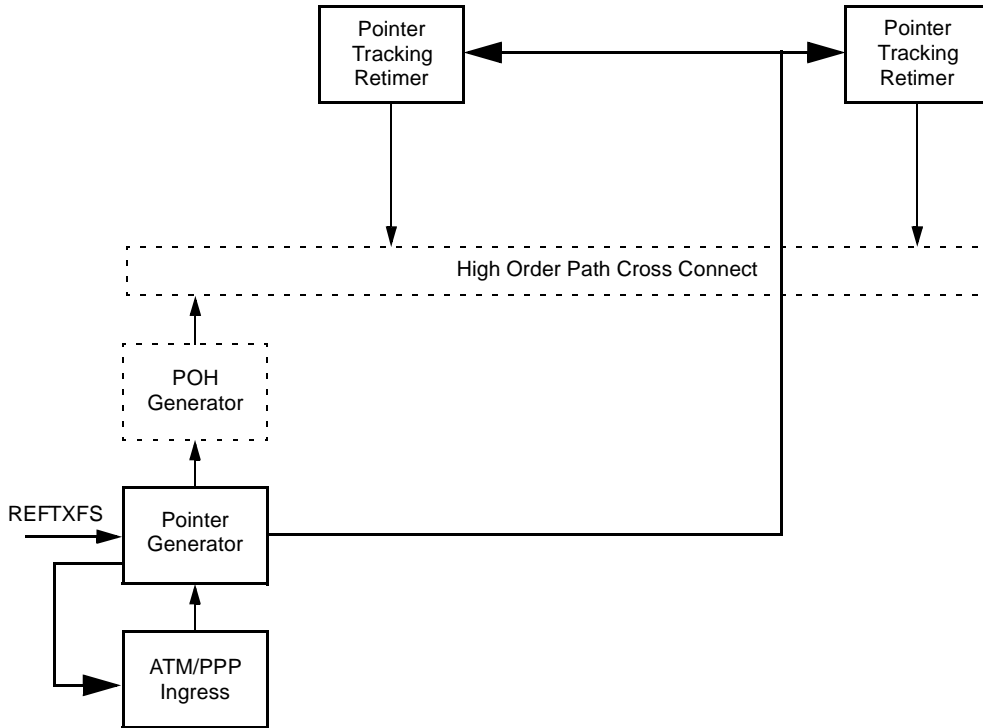 Pointer
Tracking
Retimer
Pointer
Tracking
Retimer
High Order Path Cross Connect
POH
Generator
REFTXFS
Pointer
Generator
ATM/PPP
Ingress